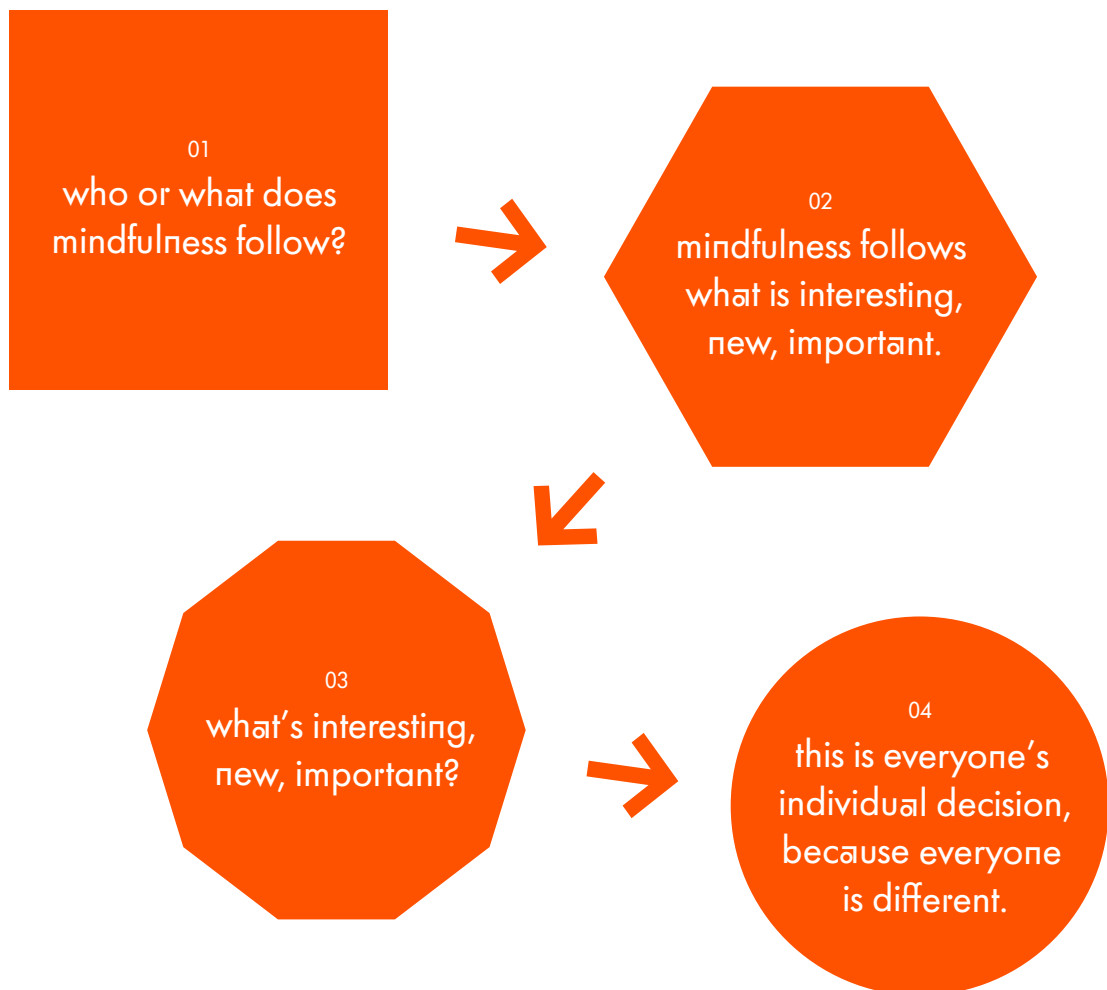 01
who or what does
mindfulness follow?
02
mindfulness follows
what is interesting,
new, important.
03
what's interesting,
new, important?
04
this is everyone's
individual decision,
because everyone
is different.